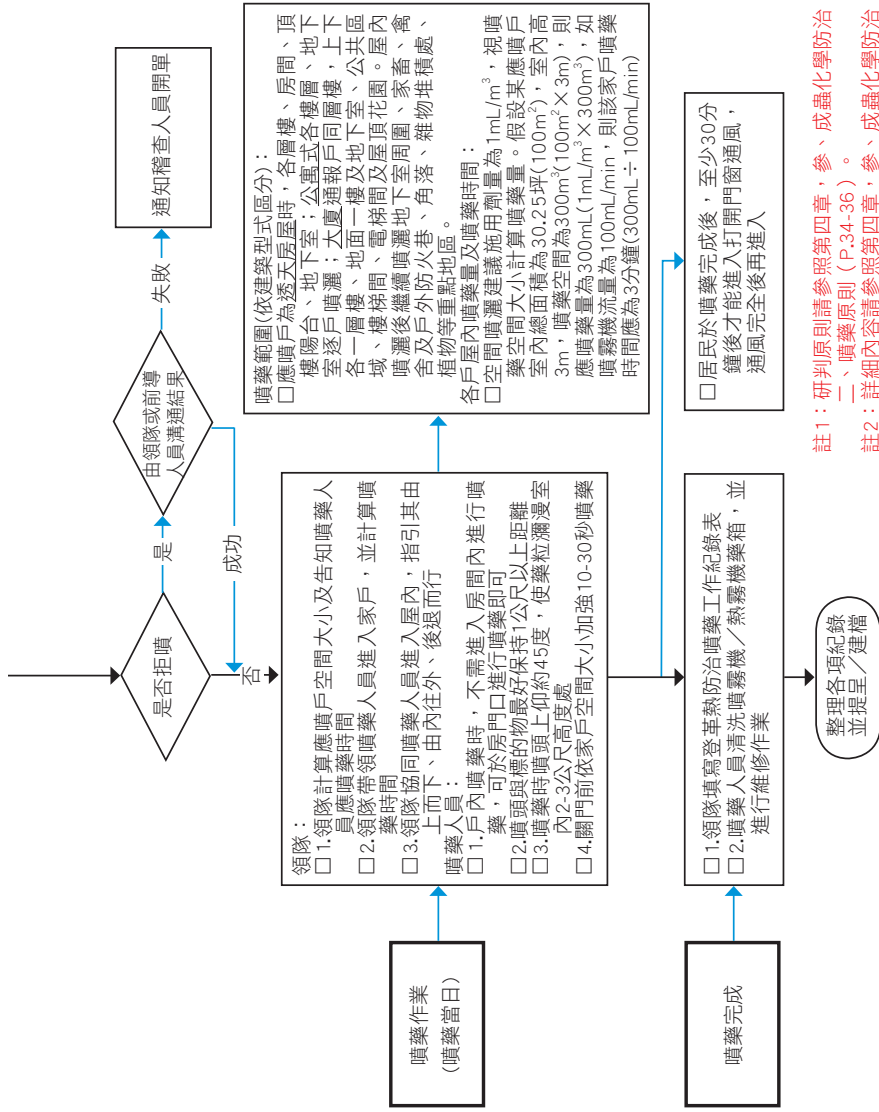 是否拒噴
是
由領隊或前導
人員溝通結果
失敗
通知稽查人員開單
成功
否
噴藥作業
(噴藥當日)
領隊：
□1.領隊計算應噴戶空間大小及告知噴藥人
員應噴藥時間
□2.領隊帶領噴藥人員進入家戶，並計算噴
藥時間
□3.領隊協同噴藥人員進入屋內，指引其由
上而下、由內往外、後退而行
噴藥人員：
□1.戶內噴藥時，不需進入房間內進行噴
藥，可於房門口進行噴藥即可
□2.噴頭與標的物最好保持1公尺以上距離
□3.噴藥時噴頭上仰約45度，使藥粒瀰漫室
內2-3公尺高度處
□4.關門前依家戶空間大小加強10-30秒噴藥
噴藥範圍(依建築型式區分)：
□應噴戶為透天房屋時，各層樓、房間、頂
樓陽台、地下室；公寓式各樓層、地下
室逐戶噴灑；大廈通報戶同層樓，上下
各一層樓、地面一樓及地下室、公共區
域、樓梯間、電梯間及屋頂花園。屋內
噴灑後繼續噴灑地下室周圍、家畜、禽
舍及戶外防火巷、角落、雜物堆積處、
植物等重點地區。
各戶屋內噴藥量及噴藥時間：
□空間噴灑建議施用劑量為1mL/m³，視噴
藥空間大小計算噴藥量。假設某應噴戶
室內總面積為30.25坪(100m²)，室內高
3m，噴藥空間為300m³(100m²×3m)，則
應噴藥量為300mL(1mL/m³×300m³)，如
噴霧機流量為100mL/min，則該家戶噴藥
時間應為3分鐘(300mL÷100mL/min)
噴藥完成
□1.領隊填寫登革熱防治噴藥工作紀錄表
□2.噴藥人員清洗噴霧機／熱霧機藥箱，並
進行維修作業
□居民於噴藥完成後，至少30分
鐘後才能進入打開門窗通風，
通風完全後再進入
整理各項紀錄
並提呈／建檔
註1：研判原則請參照第四章，參、成蟲化學防治
二、噴藥原則（P.34-36）。
註2：詳細內容請參照第四章，參、成蟲化學防治